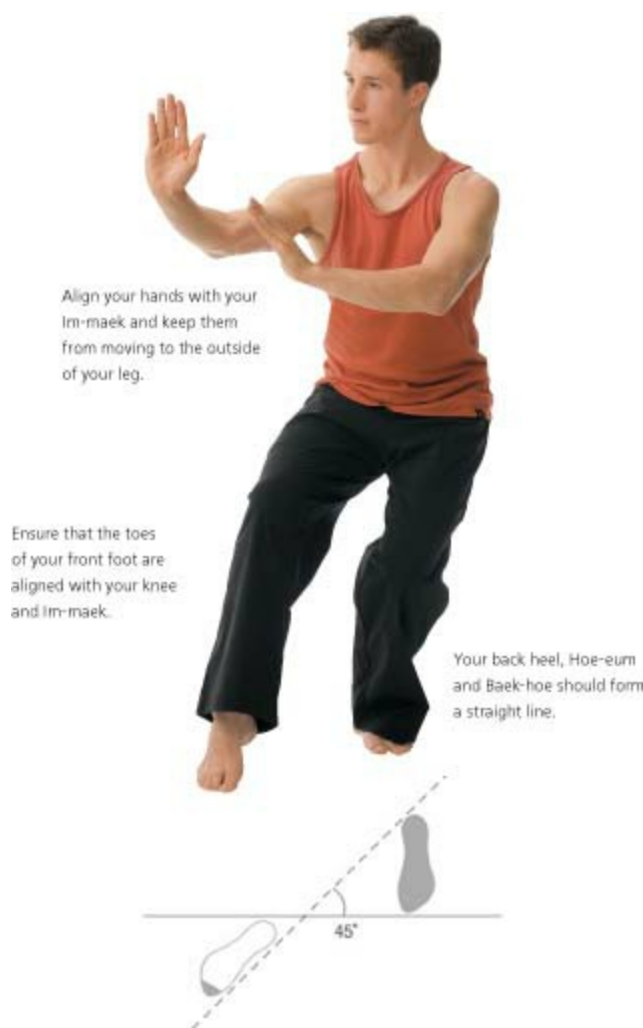 Align your hands with your
Im-maek and keep them
from moving to the outside
of your leg.
Ensure that the toes
of your front foot are
aligned with your knee
and Im-maek.
Your back heel, Hoe-eum
and Baek-hoe should form
a straight line.
45°